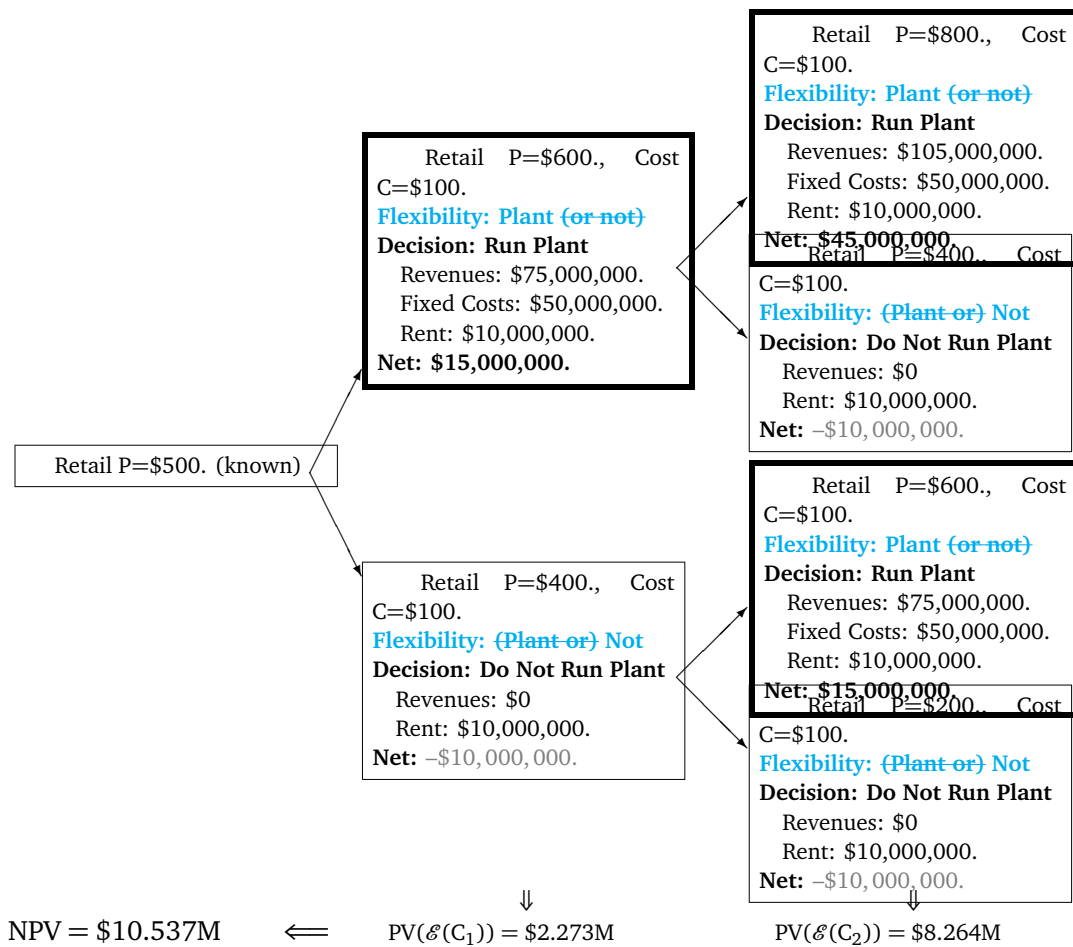 Retail P=$800., Cost
C=$100.
Flexibility: Plant (or not)
Decision: Run Plant
Revenues: $105,000,000.
Fixed Costs: $50,000,000.
Rent: $10,000,000.
Net: $45,000,000.
Retail P=$600., Cost
C=$100.
Flexibility: Plant (or not)
Decision: Run Plant
Revenues: $75,000,000.
Fixed Costs: $50,000,000.
Rent: $10,000,000.
Net: $15,000,000.
Retail P=$400., Cost
C=$100.
Flexibility: (Plant or) Not
Decision: Do Not Run Plant
Revenues: $0
Rent: $10,000,000.
Net: –$10,000,000.
Retail P=$500. (known)
Retail P=$600., Cost
C=$100.
Flexibility: Plant (or not)
Decision: Run Plant
Revenues: $75,000,000.
Fixed Costs: $50,000,000.
Rent: $10,000,000.
Net: $15,000,000.
Retail P=$400., Cost
C=$100.
Flexibility: (Plant or) Not
Decision: Do Not Run Plant
Revenues: $0
Rent: $10,000,000.
Net: –$10,000,000.
Retail P=$200., Cost
C=$100.
Flexibility: (Plant or) Not
Decision: Do Not Run Plant
Revenues: $0
Rent: $10,000,000.
Net: –$10,000,000.
⇓ ⇓
NPV = $10.537M ⟸ PV(ℰ(C₁)) = $2.273M PV(ℰ(C₂)) = $8.264M